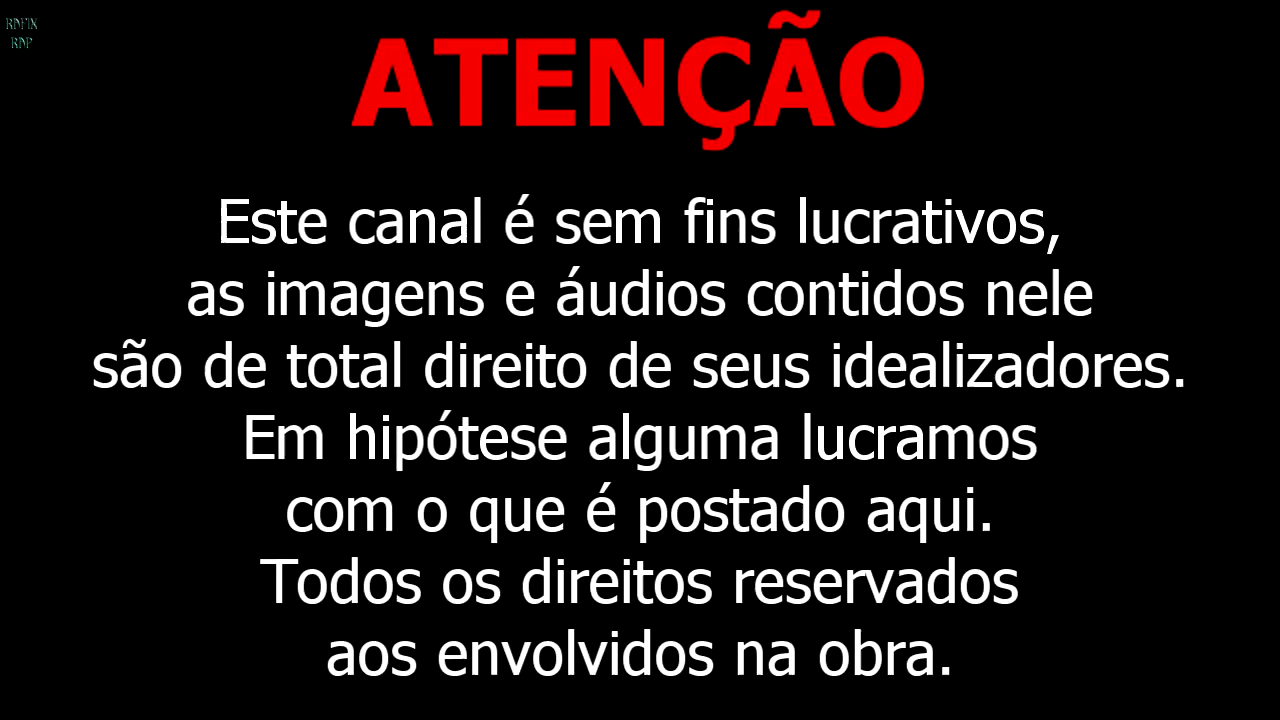 ATENÇÃO
Este canal é sem fins lucrativos,
as imagens e áudios contidos nele
são de total direito de seus idealizadores.
Em hipótese alguma lucramos
com o que é postado aqui.
Todos os direitos reservados
aos envolvidos na obra.